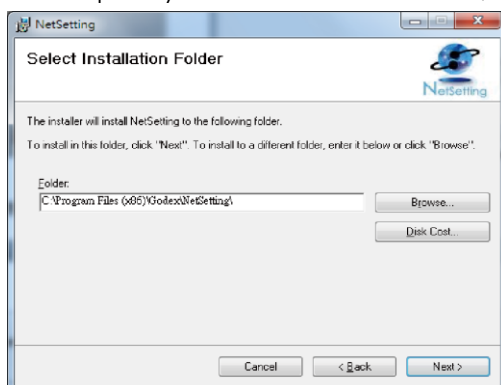 NetSetting
Select Installation Folder
NetSetting
The installer will install NetSetting to the following folder.
To install in this folder, click "Next". To install to a different folder, enter it below or click "Browse".
Folder:
C:\Program Files (x86)\Godex\NetSetting\
Browse...
Disk Cost...
Cancel
< Back
Next >